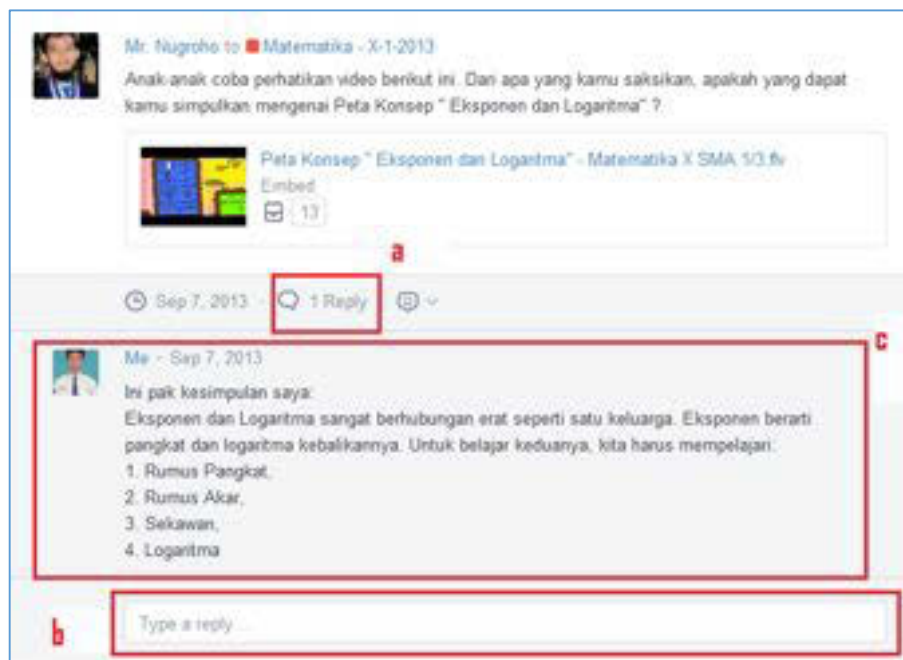 Mr. Nugroho to Matematika - X-1-2013
Anak-anak coba perhatikan video berikut ini. Dari apa yang kamu saksikan, apakah yang dapat
kamu simpulkan mengenai Peta Konsep " Eksponen dan Logaritma" ?
Peta Konsep " Eksponen dan Logaritma" - Matematika X SMA 1/3.flv
Embed
13
a
Sep 7, 2013 · 1 Reply
c
Me - Sep 7, 2013
Ini pak kesimpulan saya:
Eksponen dan Logaritma sangat berhubungan erat seperti satu keluarga. Eksponen berarti
pangkat dan logaritma kebalikannya. Untuk belajar keduanya, kita harus mempelajari:
1. Rumus Pangkat,
2. Rumus Akar,
3. Sekawan,
4. Logaritma
b
Type a reply ...